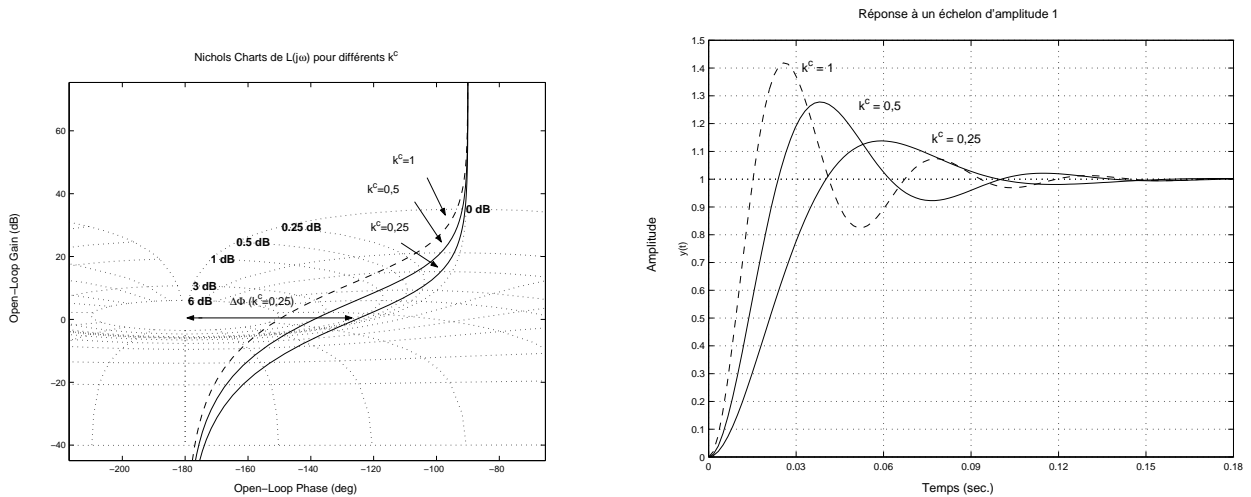 Nichols Charts de L(jω) pour différents k^c
Open−Loop Gain (dB)
60
40
20
0
−20
−40
k^c=1
k^c=0,5
k^c=0,25
0 dB
0.25 dB
0.5 dB
1 dB
3 dB
6 dB
ΔΦ (k^c=0,25)
−200
−180
−160
−140
−120
−100
−80
Open−Loop Phase (deg)
Réponse à un échelon d'amplitude 1
Amplitude
y(t)
1.5
1.4
1.3
1.2
1.1
1
0.9
0.8
0.7
0.6
0.5
0.4
0.3
0.2
0.1
0
k^c = 1
k^c = 0,5
k^c = 0,25
0
0.03
0.06
0.09
0.12
0.15
0.18
Temps (sec.)